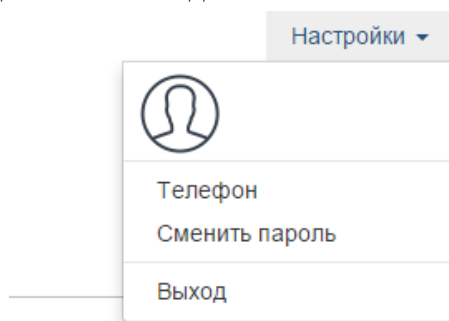 Настройки
Телефон
Сменить пароль
Выход